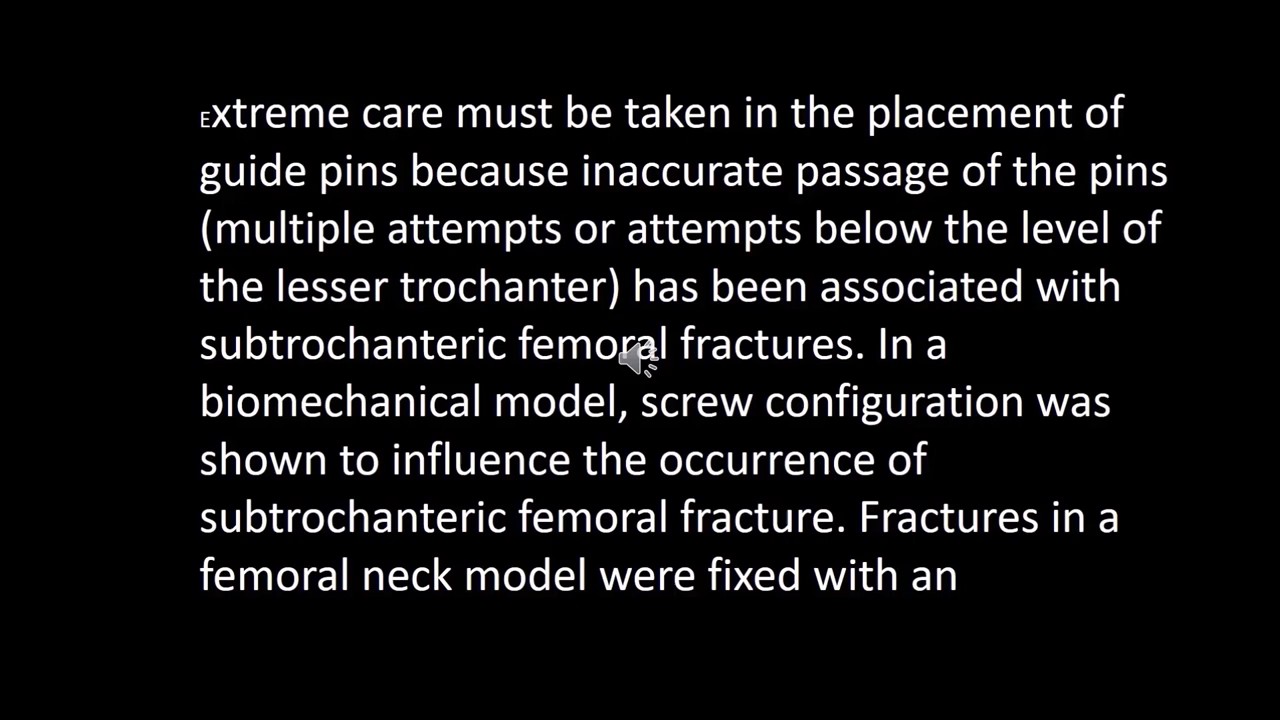 Extreme care must be taken in the placement of
guide pins because inaccurate passage of the pins
(multiple attempts or attempts below the level of
the lesser trochanter) has been associated with
subtrochanteric femoral fractures. In a
biomechanical model, screw configuration was
shown to influence the occurrence of
subtrochanteric femoral fracture. Fractures in a
femoral neck model were fixed with an